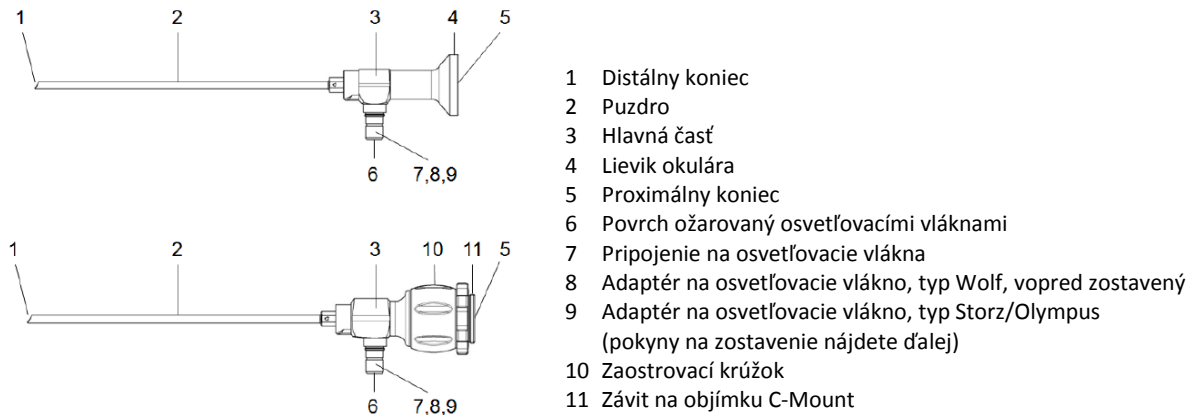 1 2 3 4 5
6 7,8,9
1 2 3 10 11 5
6 7,8,9
1 Distálny koniec
2 Puzdro
3 Hlavná časť
4 Lievik okulára
5 Proximálny koniec
6 Povrch ožarovaný osvetľovacími vláknami
7 Pripojenie na osvetľovacie vlákna
8 Adaptér na osvetľovacie vlákno, typ Wolf, vopred zostavený
9 Adaptér na osvetľovacie vlákno, typ Storz/Olympus
(pokyny na zostavenie nájdete ďalej)
10 Zaostrovací krúžok
11 Závit na objímku C-Mount